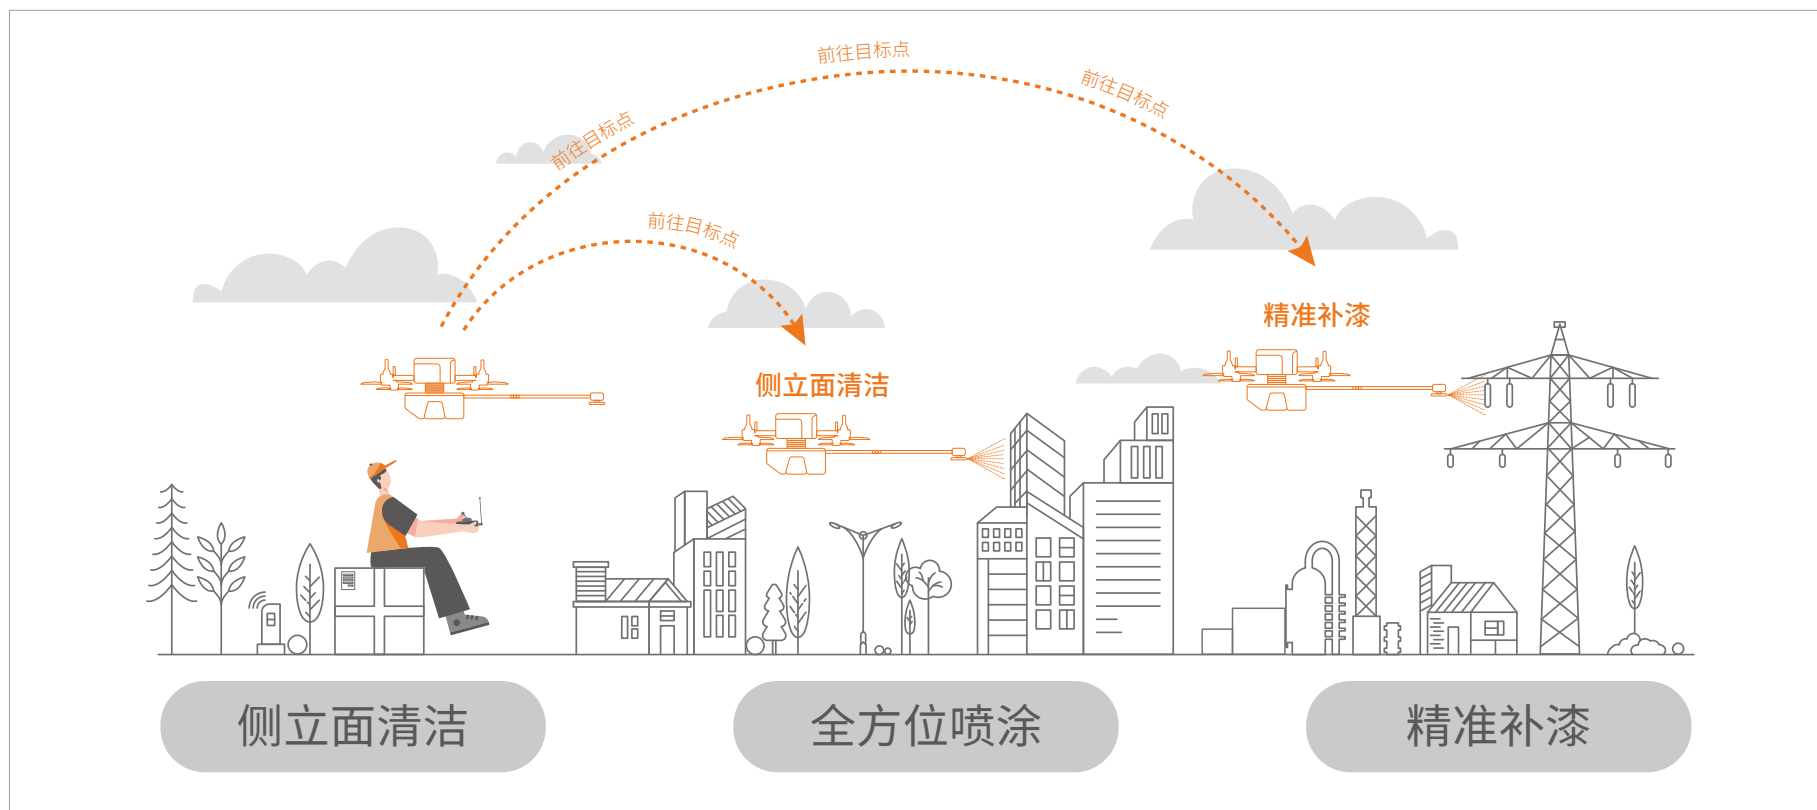 前往目标点
前往目标点
前往目标点
前往目标点
精准补漆
侧立面清洁
侧立面清洁
全方位喷涂
精准补漆